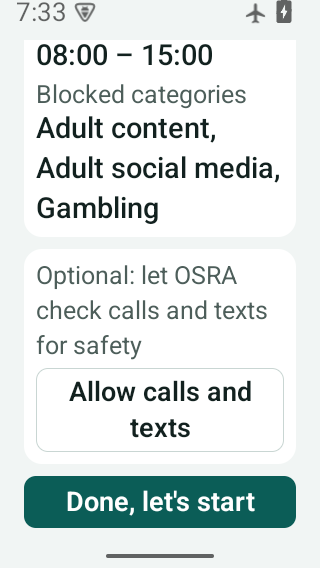 7:33
08:00 – 15:00
Blocked categories
Adult content,
Adult social media,
Gambling
Optional: let OSRA
check calls and texts
for safety
Allow calls and
texts
Done, let's start